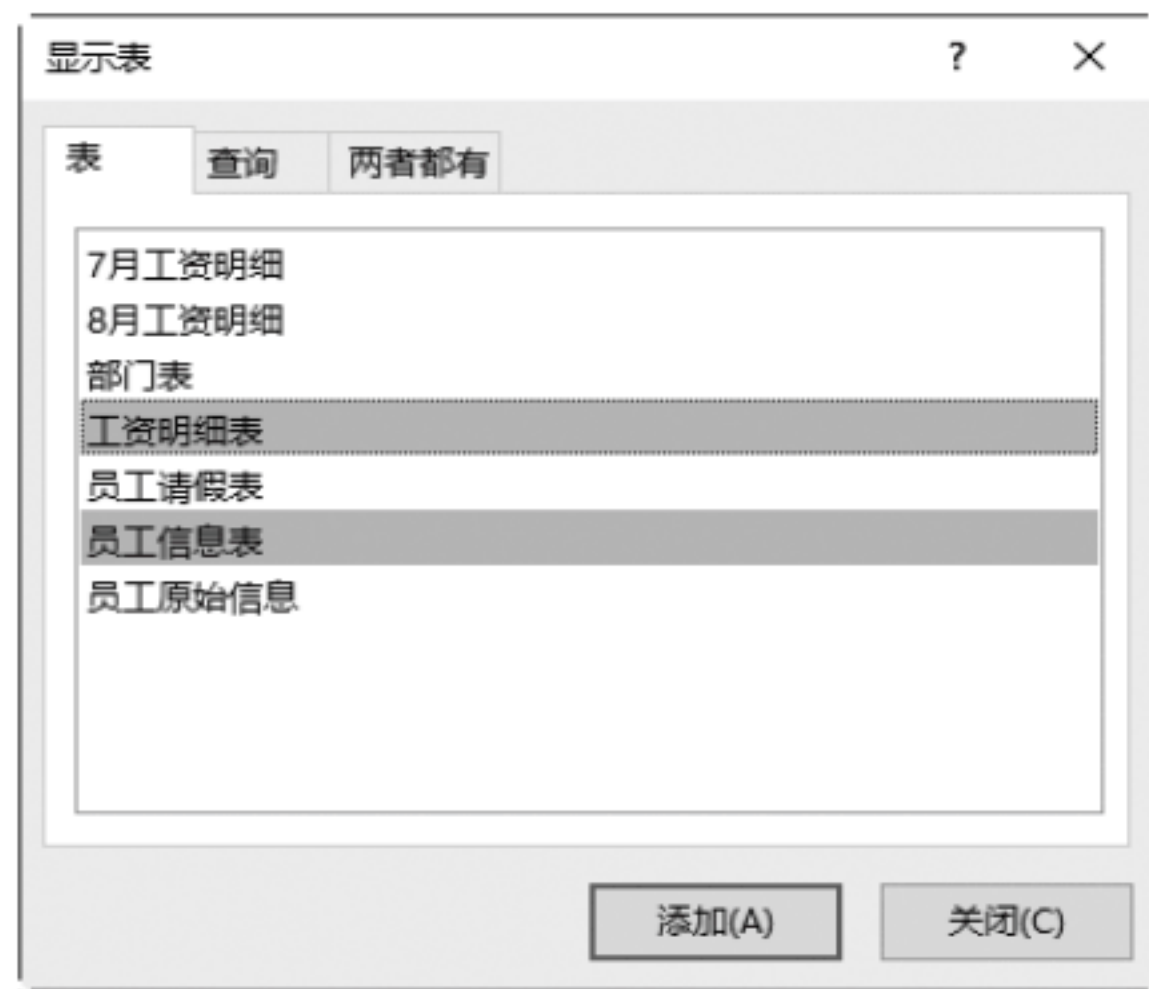 显示表 ? ×
表 查询 两者都有
7月工资明细
8月工资明细
部门表
工资明细表
员工请假表
员工信息表
员工原始信息
添加(A) 关闭(C)